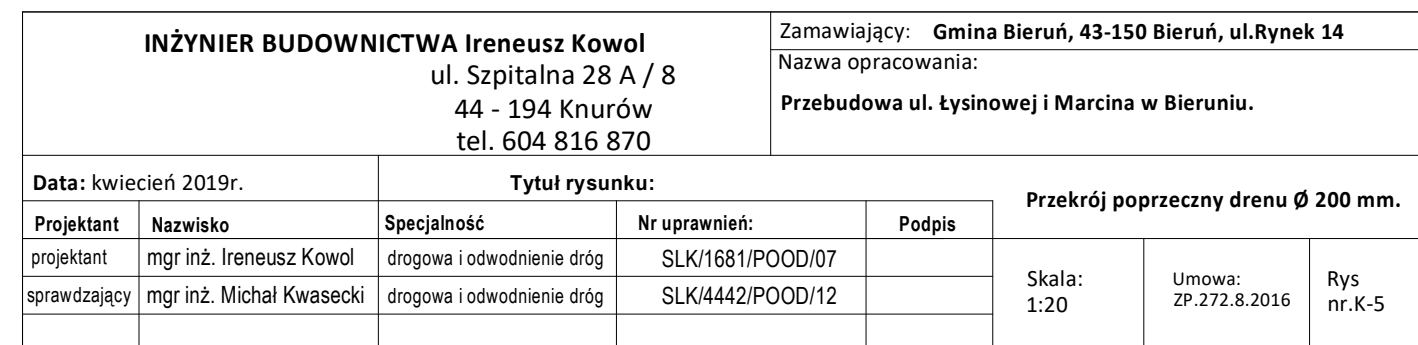 INŻYNIER BUDOWNICTWA Ireneusz Kowol
ul. Szpitalna 28 A / 8
44 - 194 Knurów
tel. 604 816 870
Zamawiający: Gmina Bieruń, 43-150 Bieruń, ul.Rynek 14
Nazwa opracowania:
Przebudowa ul. Łysinowej i Marcina w Bieruniu.
Data: kwiecień 2019r. Tytuł rysunku:
Przekrój poprzeczny drenu Ø 200 mm.
Projektant Nazwisko Specjalność Nr uprawnień: Podpis
projektant mgr inż. Ireneusz Kowol drogowa i odwodnienie dróg SLK/1681/POOD/07
sprawdzający mgr inż. Michał Kwasecki drogowa i odwodnienie dróg SLK/4442/POOD/12
Skala:
1:20
Umowa:
ZP.272.8.2016
Rys
nr.K-5